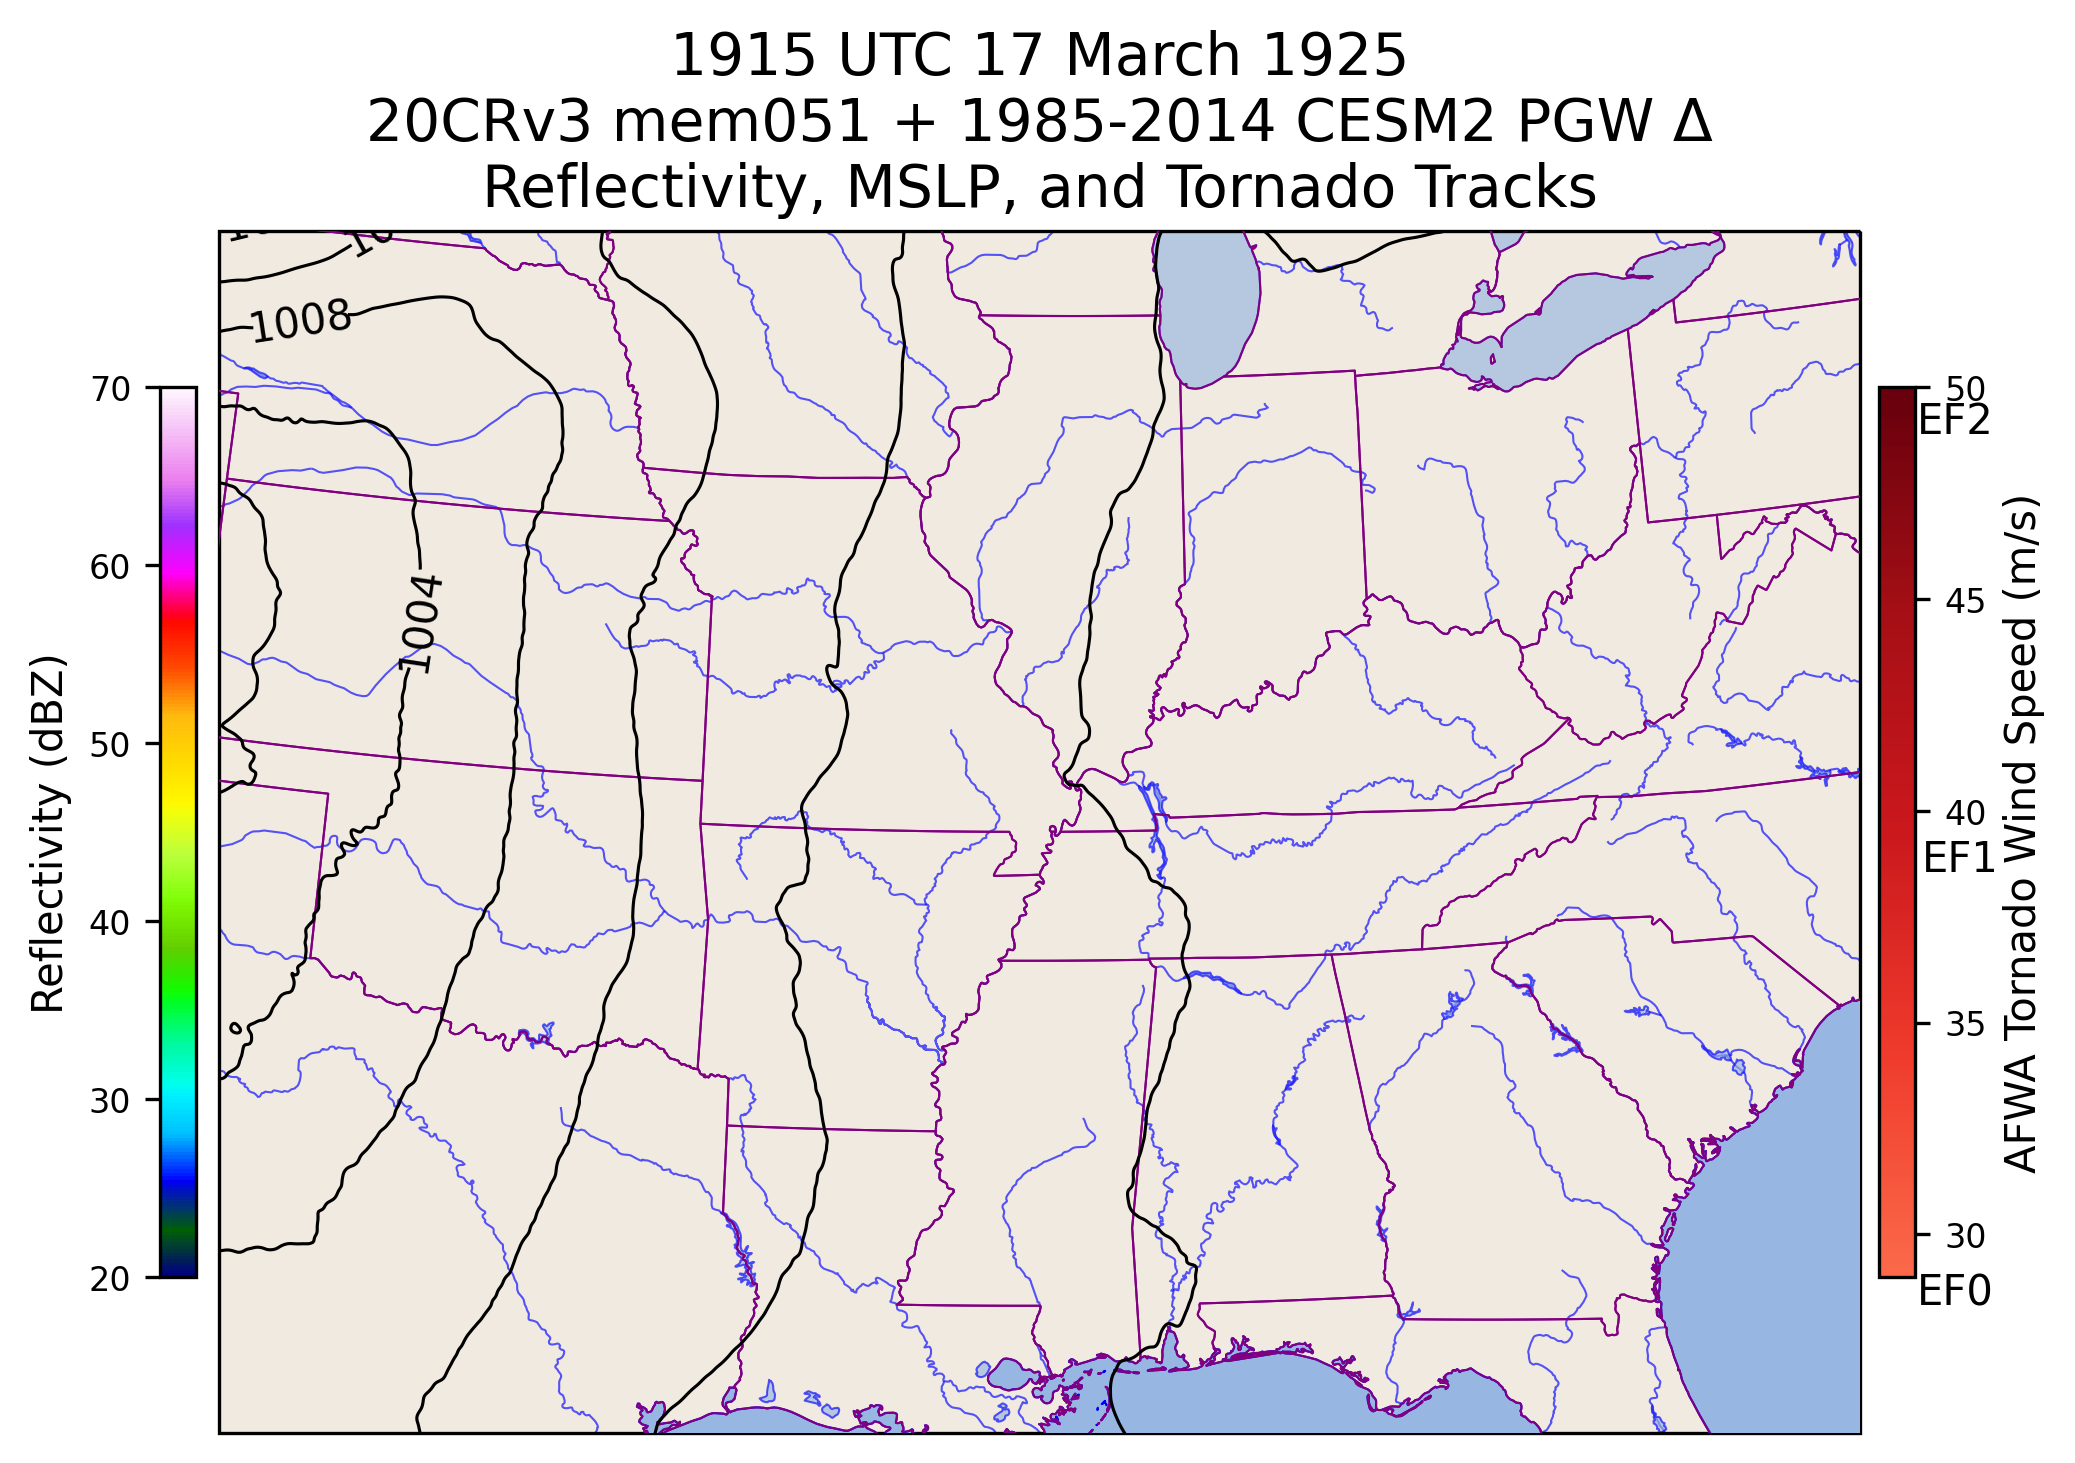 1915 UTC 17 March 1925
20CRv3 mem051 + 1985-2014 CESM2 PGW Δ
Reflectivity, MSLP, and Tornado Tracks
1008
1004
70
60
50
40
30
20
Reflectivity (dBZ)
50
EF2
45
40
EF1
35
30
EF0
AFWA Tornado Wind Speed (m/s)